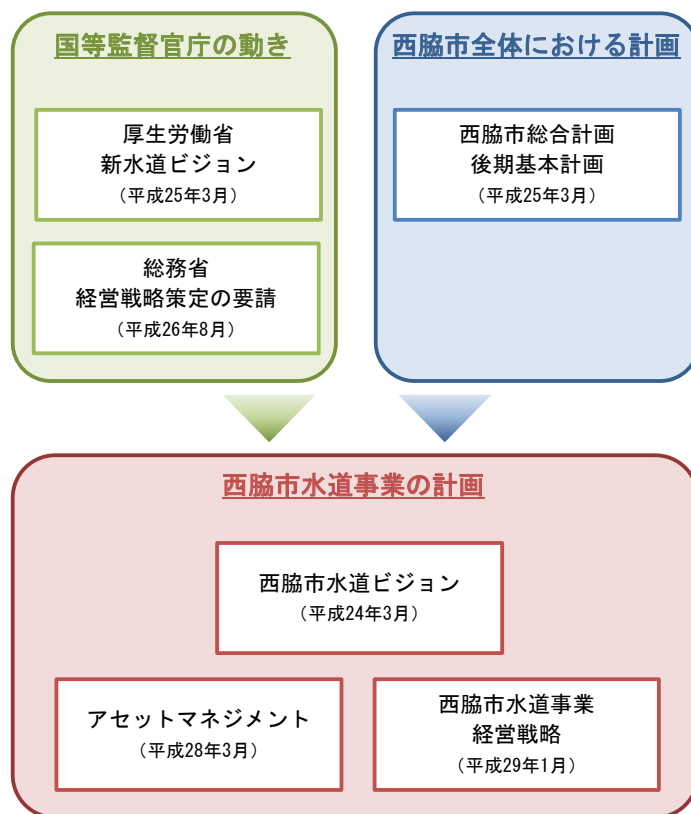 国等監督官庁の動き
厚生労働省
新水道ビジョン
（平成25年3月）
総務省
経営戦略策定の要請
（平成26年8月）
西脇市全体における計画
西脇市総合計画
後期基本計画
（平成25年3月）
西脇市水道事業の計画
西脇市水道ビジョン
（平成24年3月）
アセットマネジメント
（平成28年3月）
西脇市水道事業
経営戦略
（平成29年1月）